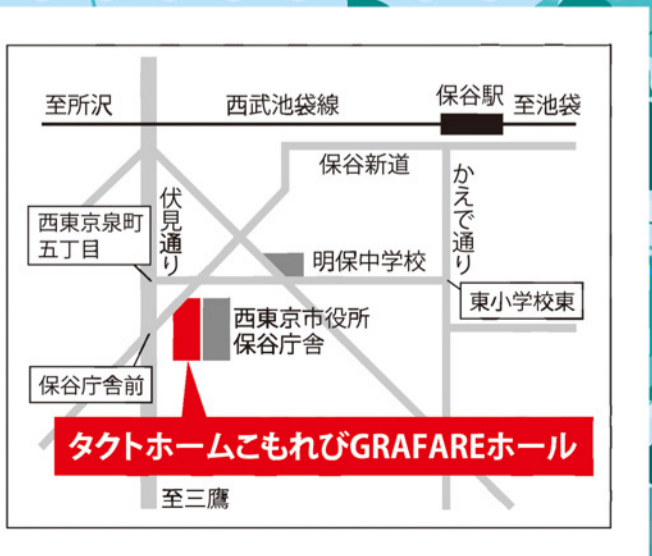 至所沢
西武池袋線
保谷駅
至池袋
保谷新道
かえで通り
伏見通り
西東京泉町
五丁目
明保中学校
東小学校東
西東京市役所
保谷庁舎
保谷庁舎前
タクトホームこもれびGRAFAREホール
至三鷹